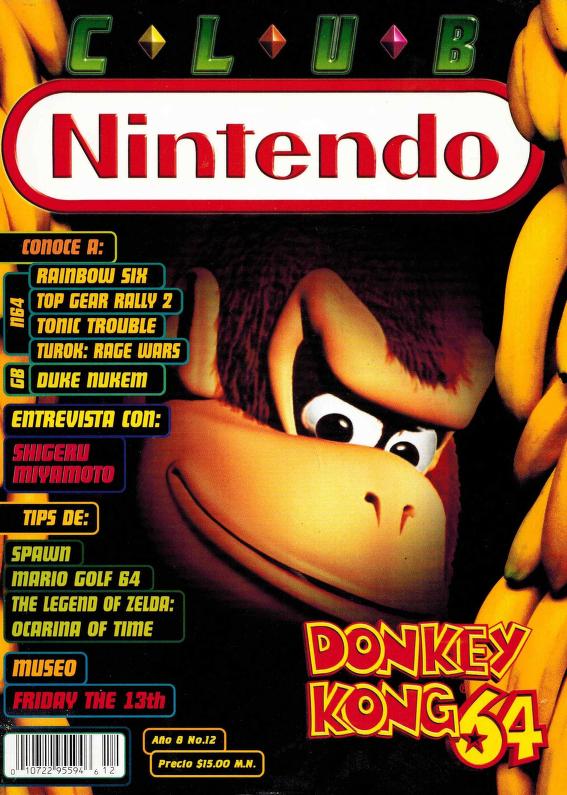 CLUB
Nintendo
CONOCE A:
N64
RAINBOW SIX
TOP GEAR RALLY 2
TONIC TROUBLE
TUROK: RAGE WARS
GB
DUKE NUKEM
ENTREVISTA CON:
SHIGERU
MIYAMOTO
TIPS DE:
SPAWN
MARIO GOLF 64
THE LEGEND OF ZELDA:
OCARINA OF TIME
MUSEO
FRIDAY THE 13th
DONKEY
KONG 64
Año 8 No.12
Precio $15.00 M.N.
0 10722 95594 6 12